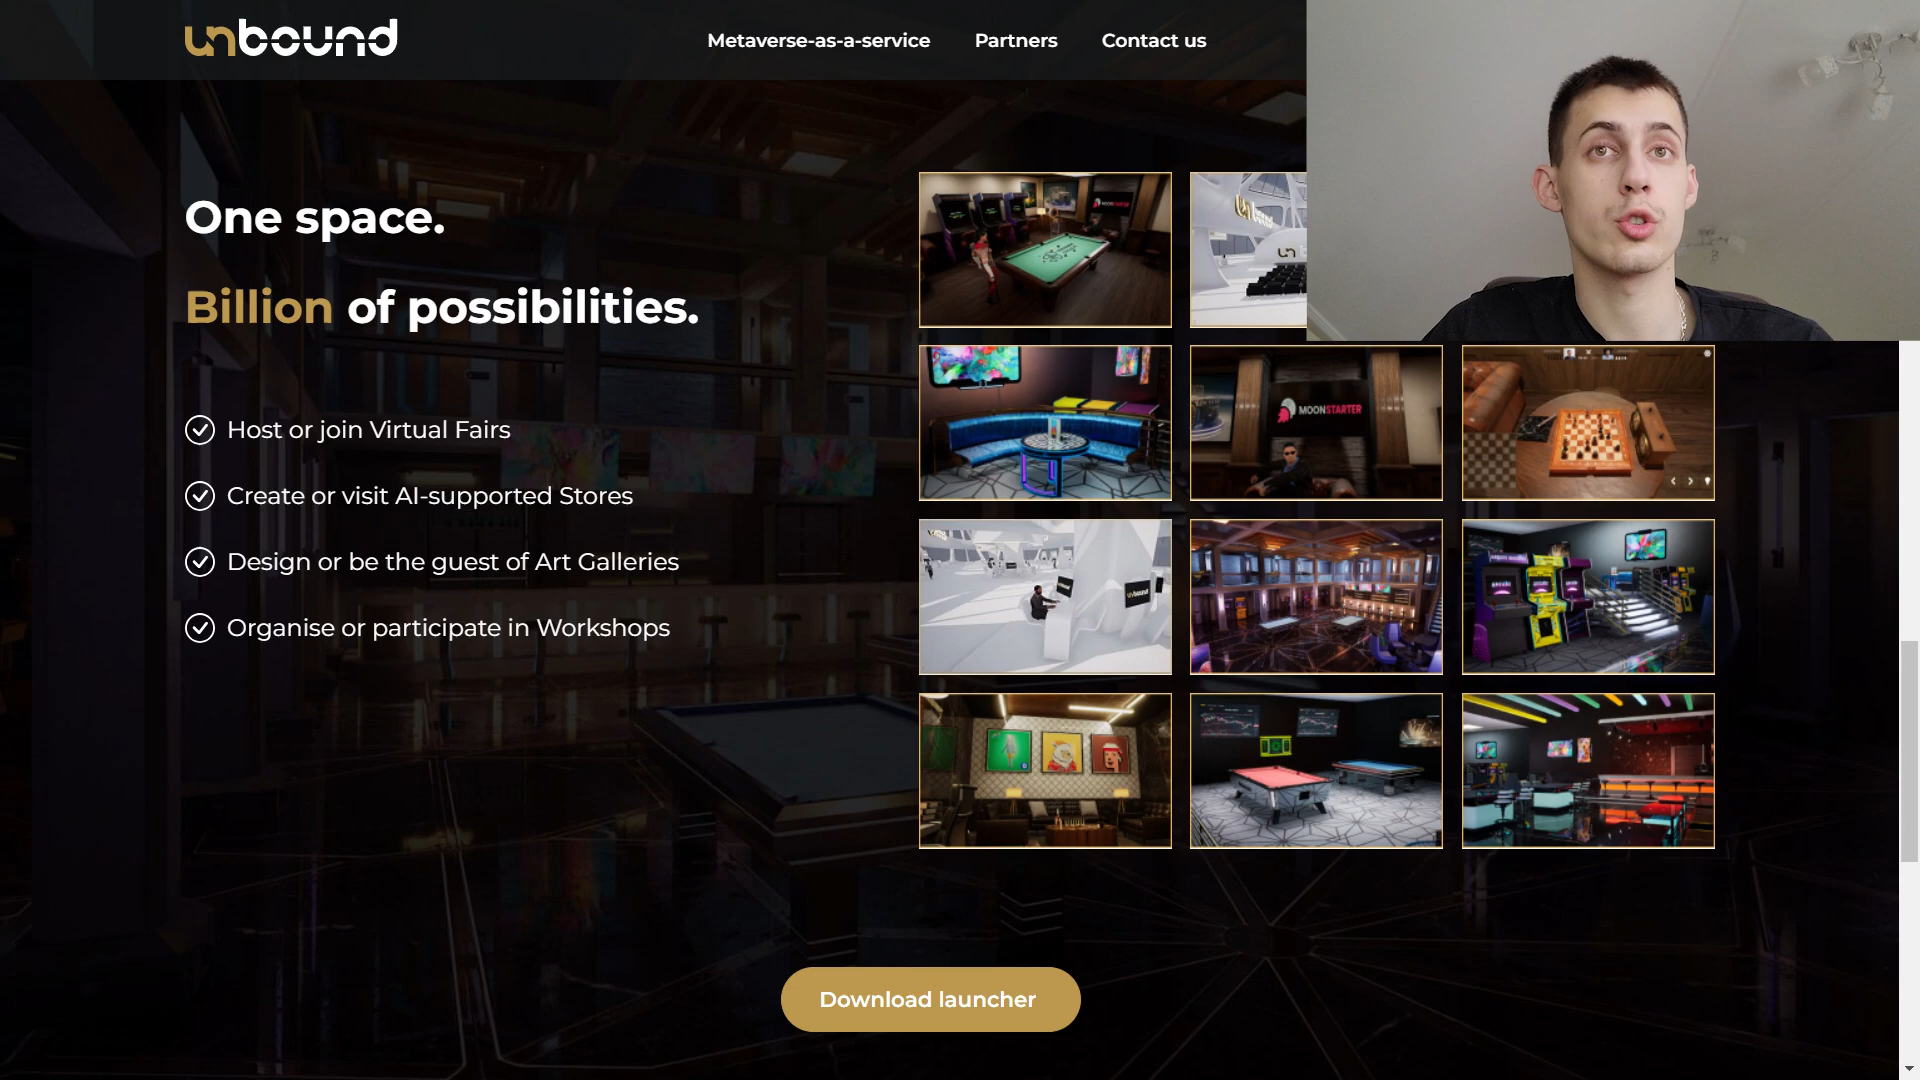 unbound
Metaverse-as-a-service
Partners
Contact us
One space.
Billion of possibilities.
Host or join Virtual Fairs
Create or visit AI-supported Stores
Design or be the guest of Art Galleries
Organise or participate in Workshops
MOONSTARTER
MOONSTARTER
unbound
Download launcher